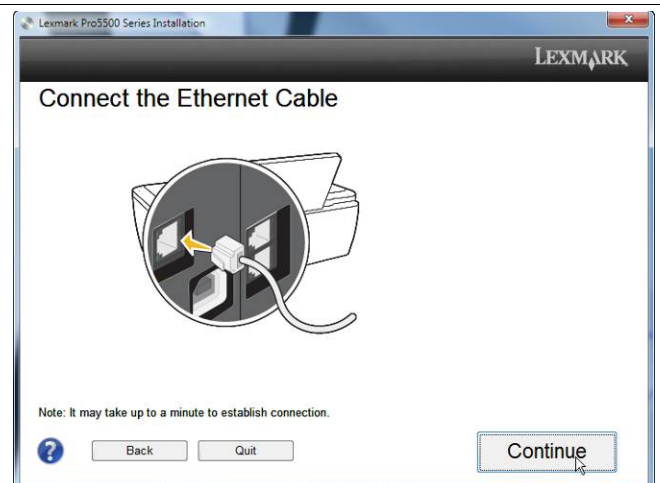 Lexmark Pro5500 Series Installation
LEXMARK
Connect the Ethernet Cable
Note: It may take up to a minute to establish connection.
?
Back
Quit
Continue